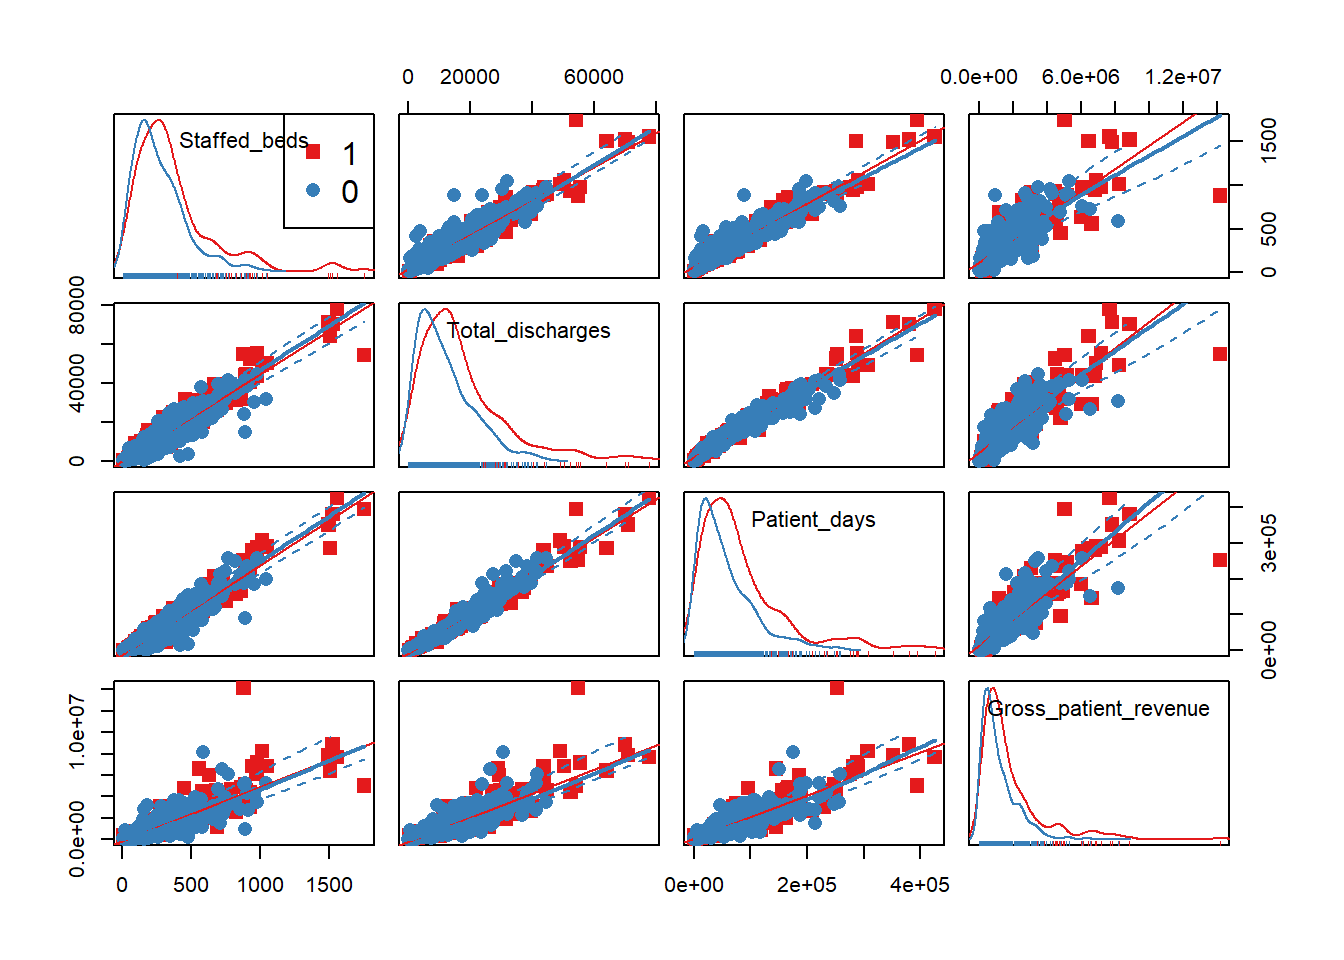 0 20000 60000
0.0e+00 6.0e+06 1.2e+07
Staffed_beds
1
0
0 500 1500
0 40000 80000
Total_discharges
Patient_days
0e+00 3e+05
0.0e+00 1.0e+07
Gross_patient_revenue
0 500 1000 1500
0e+00 2e+05 4e+05